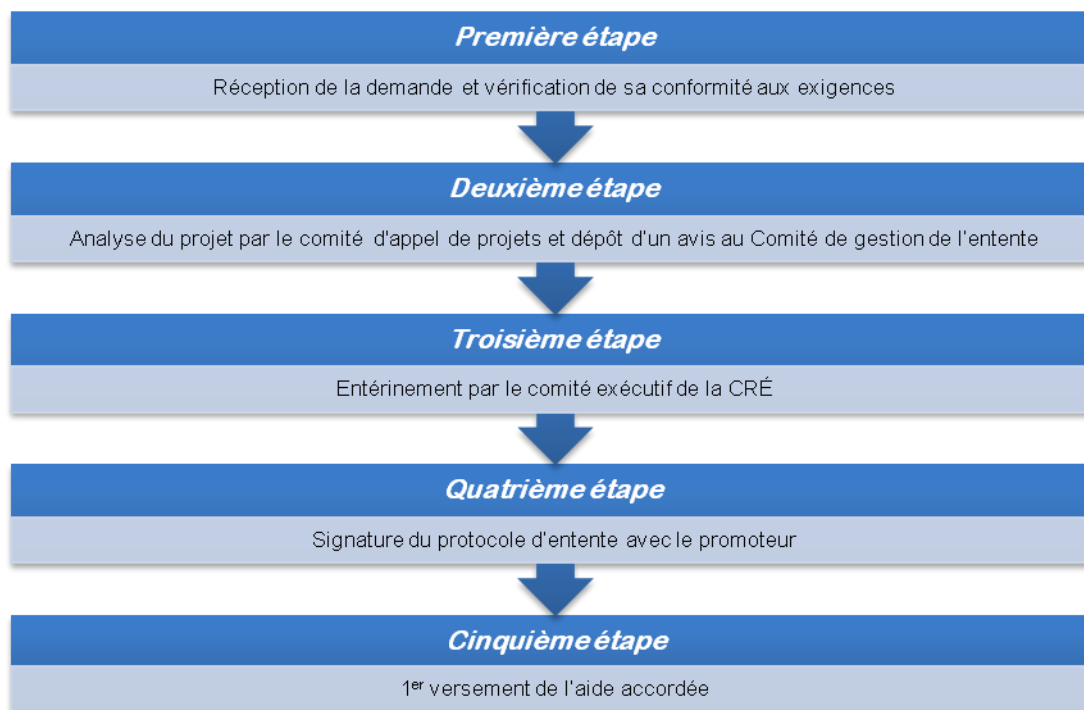 Première étape
Réception de la demande et vérification de sa conformité aux exigences
Deuxième étape
Analyse du projet par le comité d'appel de projets et dépôt d'un avis au Comité de gestion de l'entente
Troisième étape
Entérinement par le comité exécutif de la CRÉ
Quatrième étape
Signature du protocole d'entente avec le promoteur
Cinquième étape
1er versement de l'aide accordée